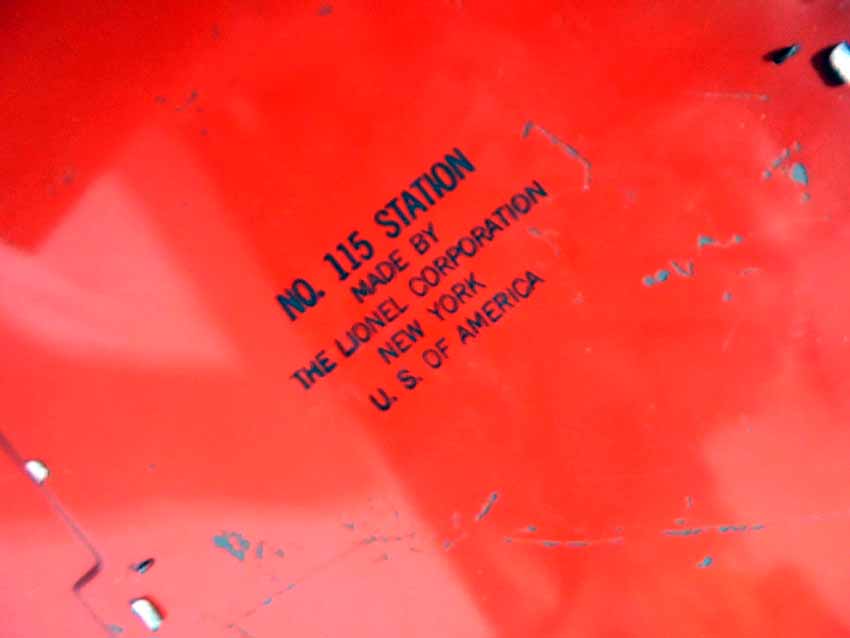 NO. 115 STATION
MADE BY
THE LIONEL CORPORATION
NEW YORK
U. S. OF AMERICA